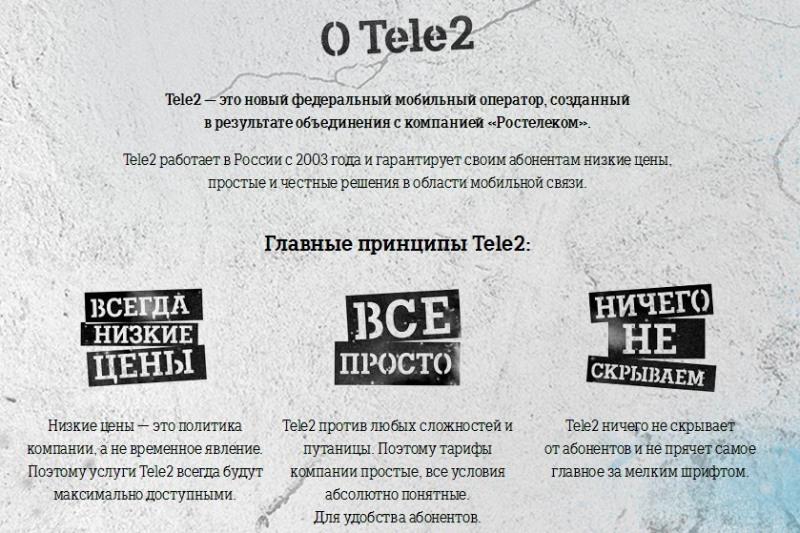 О Tele2
Tele2 — это новый федеральный мобильный оператор, созданный
в результате объединения с компанией «Ростелеком».
Tele2 работает в России с 2003 года и гарантирует своим абонентам низкие цены,
простые и честные решения в области мобильной связи.
Главные принципы Tele2:
ВСЕГДА
НИЗКИЕ
ЦЕНЫ
Низкие цены — это политика
компании, а не временное явление.
Поэтому услуги Tele2 всегда будут
максимально доступными.
ВСЕ
ПРОСТО
Tele2 против любых сложностей и
путаницы. Поэтому тарифы
компании простые, все условия
абсолютно понятные.
Для удобства абонентов.
НИЧЕГО
НЕ
СКРЫВАЕМ
Tele2 ничего не скрывает
от абонентов и не прячет самое
главное за мелким шрифтом.